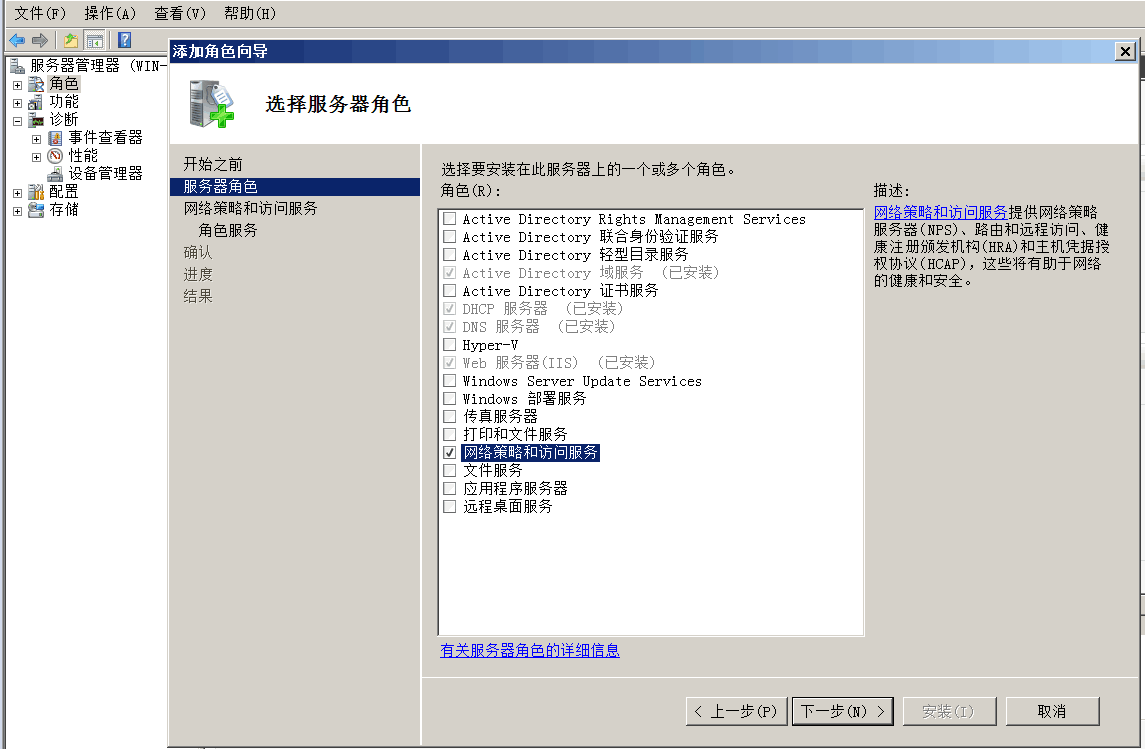 文件(F) 操作(A) 查看(V) 帮助(H)
服务器管理器 (WIN-
角色
功能
诊断
事件查看器
性能
设备管理器
配置
存储
添加角色向导
选择服务器角色
开始之前
服务器角色
网络策略和访问服务
角色服务
确认
进度
结果
选择要安装在此服务器上的一个或多个角色。
角色(R):
Active Directory Rights Management Services
Active Directory 联合身份验证服务
Active Directory 轻型目录服务
Active Directory 域服务 （已安装）
Active Directory 证书服务
DHCP 服务器 （已安装）
DNS 服务器 （已安装）
Hyper-V
Web 服务器(IIS) （已安装）
Windows Server Update Services
Windows 部署服务
传真服务器
打印和文件服务
网络策略和访问服务
文件服务
应用程序服务器
远程桌面服务
有关服务器角色的详细信息
描述:
网络策略和访问服务提供网络策略
服务器(NPS)、路由和远程访问、健
康注册颁发机构(HRA)和主机凭据授
权协议(HCAP)，这些将有助于网络
的健康和安全。
< 上一步(P) 下一步(N) > 安装(I) 取消